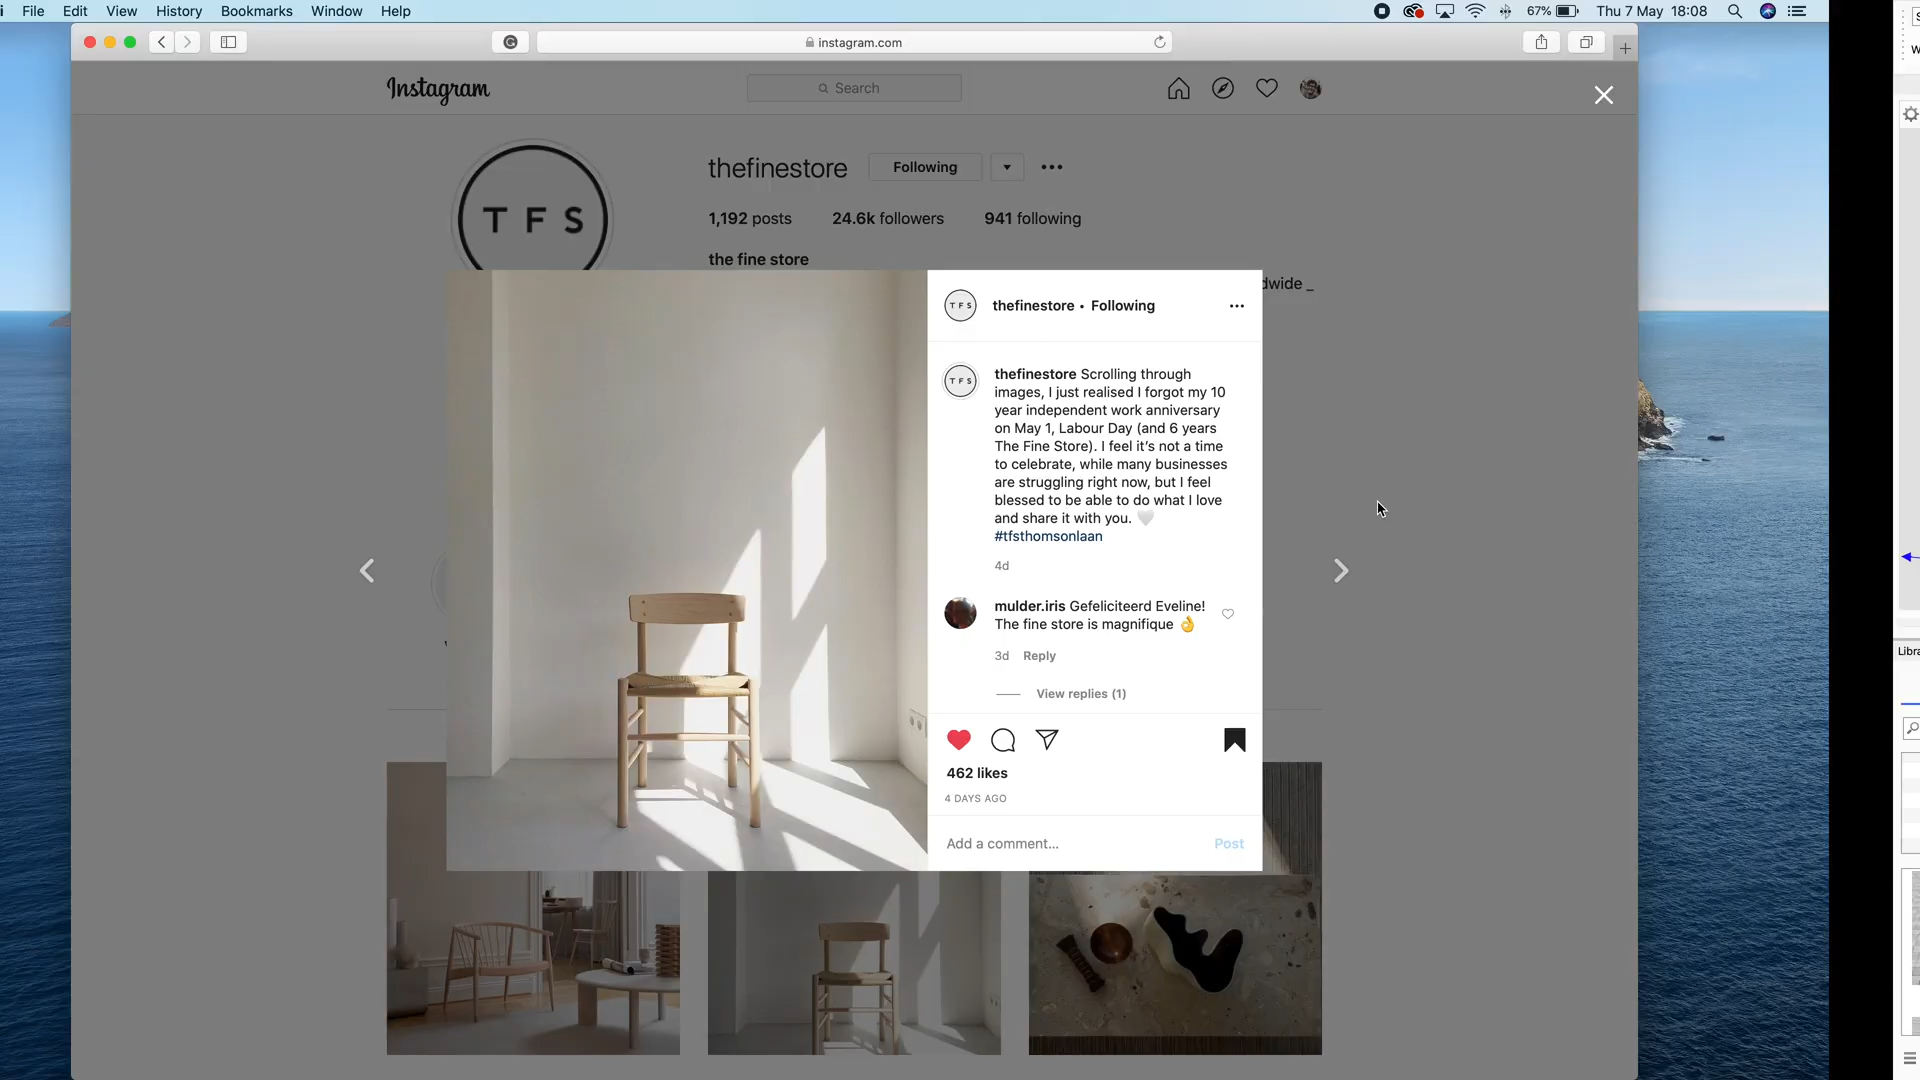 File Edit View History Bookmarks Window Help
67% Thu 7 May 18:08
instagram.com
Instagram
Search
TFS
thefinestore Following
1,192 posts 24.6k followers 941 following
the fine store
dwide _
TFS
thefinestore • Following
TFS
thefinestore Scrolling through
images, I just realised I forgot my 10
year independent work anniversary
on May 1, Labour Day (and 6 years
The Fine Store). I feel it's not a time
to celebrate, while many businesses
are struggling right now, but I feel
blessed to be able to do what I love
and share it with you. 🤍
#tfsthomsonlaan
4d
mulder.iris Gefeliciteerd Eveline!
The fine store is magnifique 👌
3d Reply
View replies (1)
462 likes
4 DAYS AGO
Add a comment... Post
Libra